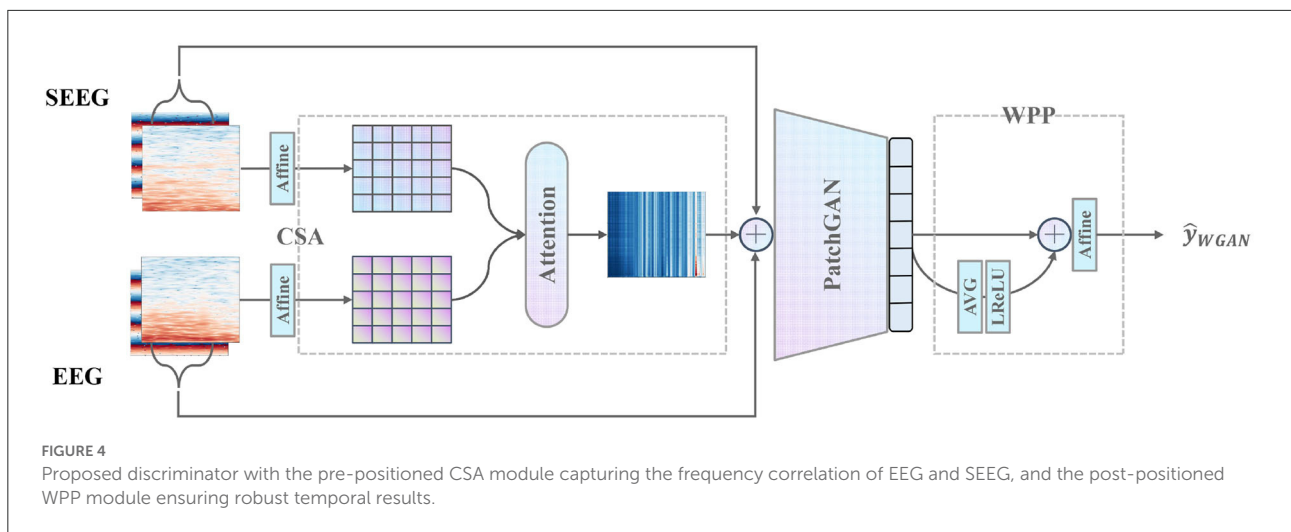 SEEG
Affine
CSA
Attention
EEG
Affine
PatchGAN
WPP
AVG
LReLU
Affine
ŷ_WGAN
FIGURE 4
Proposed discriminator with the pre-positioned CSA module capturing the frequency correlation of EEG and SEEG, and the post-positioned
WPP module ensuring robust temporal results.